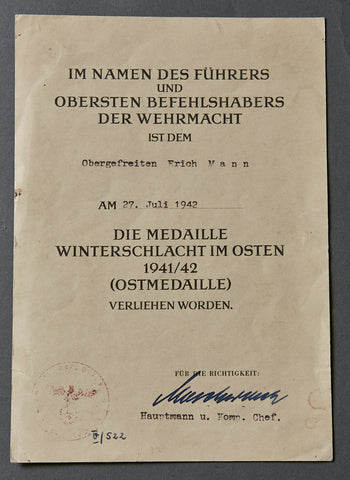 IM NAMEN DES FÜHRERS
UND
OBERSTEN BEFEHLSHABERS
DER WEHRMACHT
IST DEM
Obergefreiten Erich M a n n
AM 27. Juli 1942
DIE MEDAILLE
WINTERSCHLACHT IM OSTEN
1941/42
(OSTMEDAILLE)
VERLIEHEN WORDEN.
FÜR DIE RICHTIGKEIT:
Hauptmann u. Komp. Chef.
/522